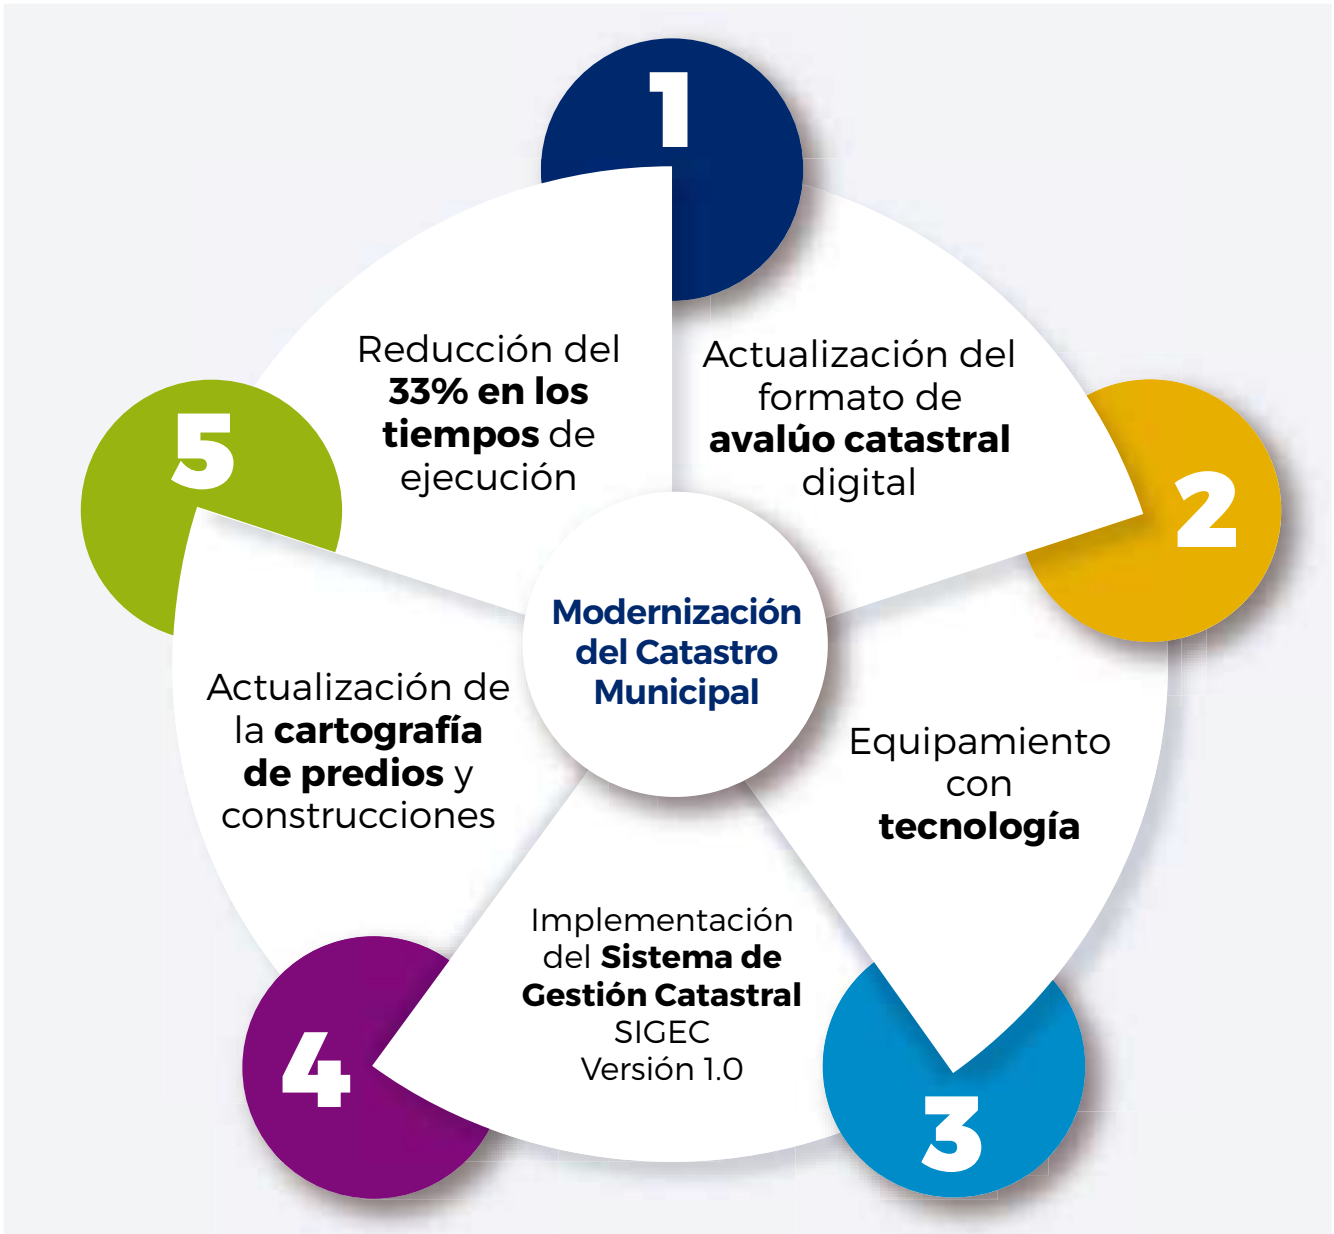 1
Actualización del
formato de
avalúo catastral
digital
2
Equipamiento
con
tecnología
3
Implementación
del Sistema de
Gestión Catastral
SIGEC
Versión 1.0
4
Actualización de
la cartografía
de predios y
construcciones
5
Reducción del
33% en los
tiempos de
ejecución
Modernización
del Catastro
Municipal